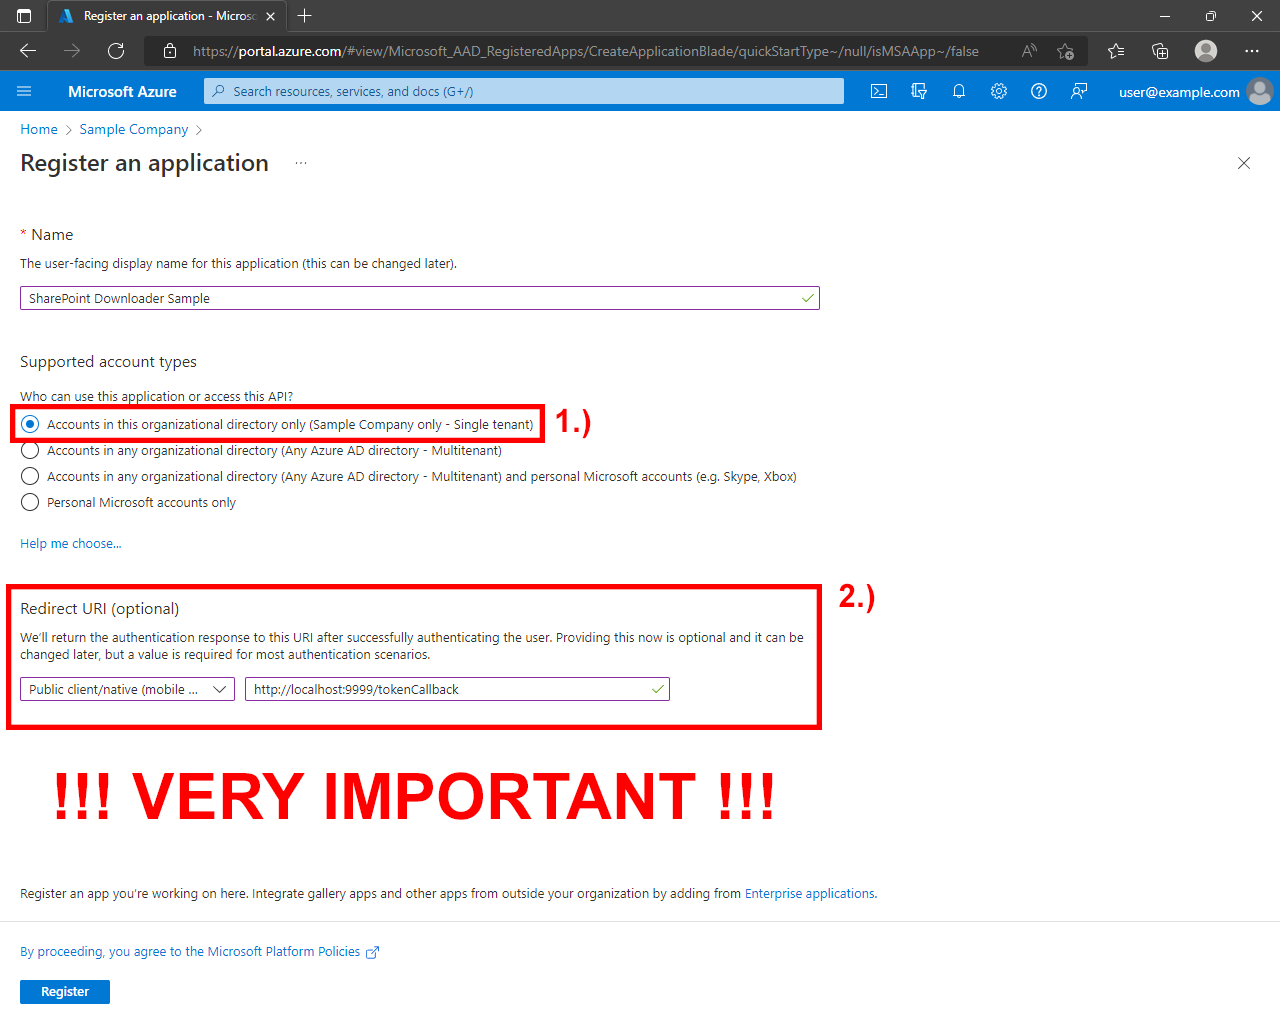 Register an application - Microsc
https://portal.azure.com/#view/Microsoft_AAD_RegisteredApps/CreateApplicationBlade/quickStartType~/null/isMSAApp~/false
Microsoft Azure
Search resources, services, and docs (G+/)
user@example.com
Home > Sample Company >
Register an application ...
* Name
The user-facing display name for this application (this can be changed later).
SharePoint Downloader Sample
Supported account types
Who can use this application or access this API?
Accounts in this organizational directory only (Sample Company only - Single tenant)
1.)
Accounts in any organizational directory (Any Azure AD directory - Multitenant)
Accounts in any organizational directory (Any Azure AD directory - Multitenant) and personal Microsoft accounts (e.g. Skype, Xbox)
Personal Microsoft accounts only
Help me choose...
2.)
Redirect URI (optional)
We'll return the authentication response to this URI after successfully authenticating the user. Providing this now is optional and it can be
changed later, but a value is required for most authentication scenarios.
Public client/native (mobile ...
http://localhost:9999/tokenCallback
!!! VERY IMPORTANT !!!
Register an app you're working on here. Integrate gallery apps and other apps from outside your organization by adding from Enterprise applications.
By proceeding, you agree to the Microsoft Platform Policies
Register